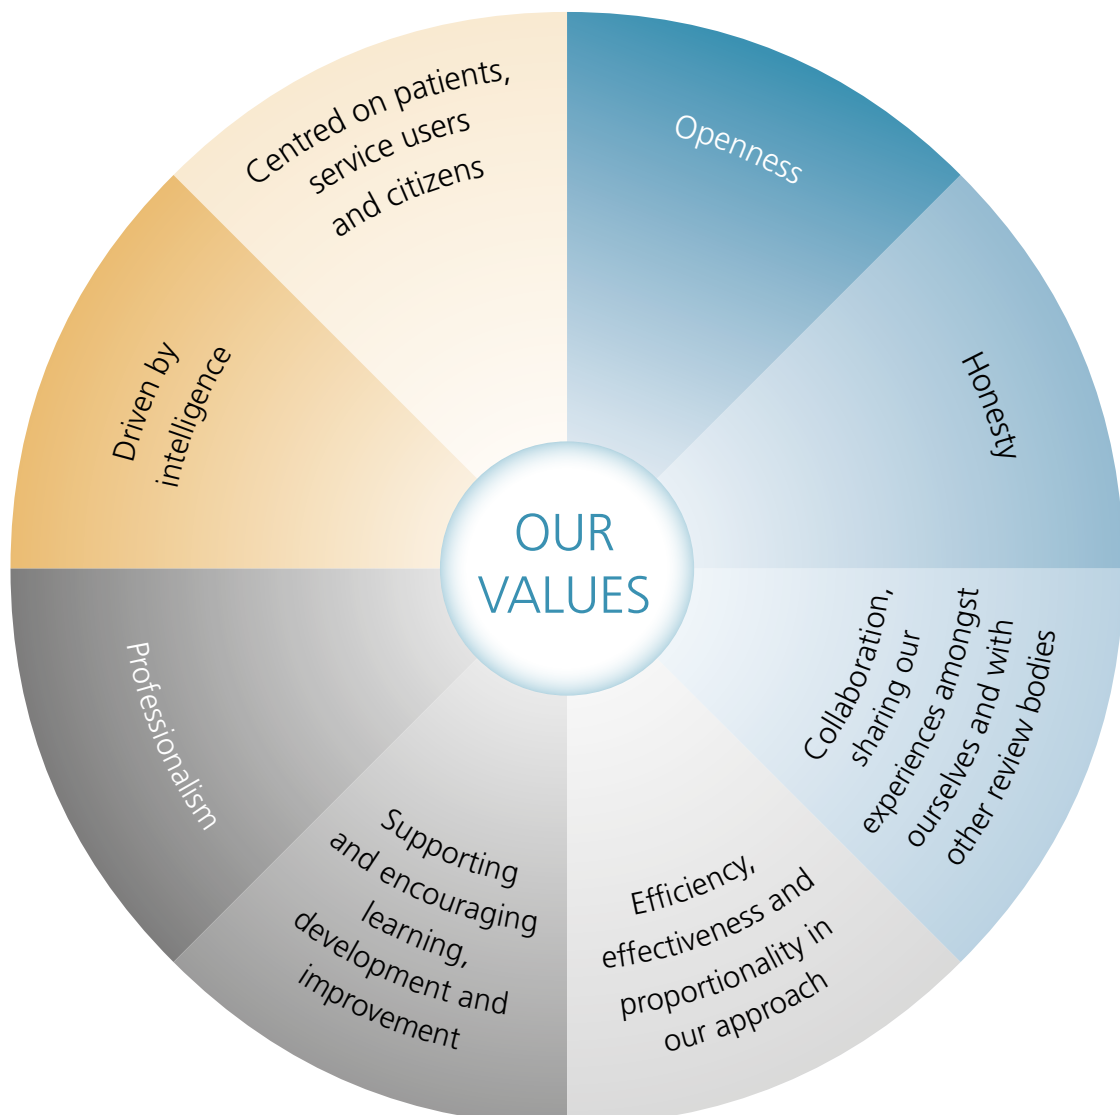 OUR
VALUES
Openness
Honesty
Collaboration,
sharing our
experiences amongst
ourselves and with
other review bodies
Efficiency,
effectiveness and
proportionality in
our approach
Supporting
and encouraging
learning,
development and
improvement
Professionalism
Driven by
intelligence
Centred on patients,
service users
and citizens